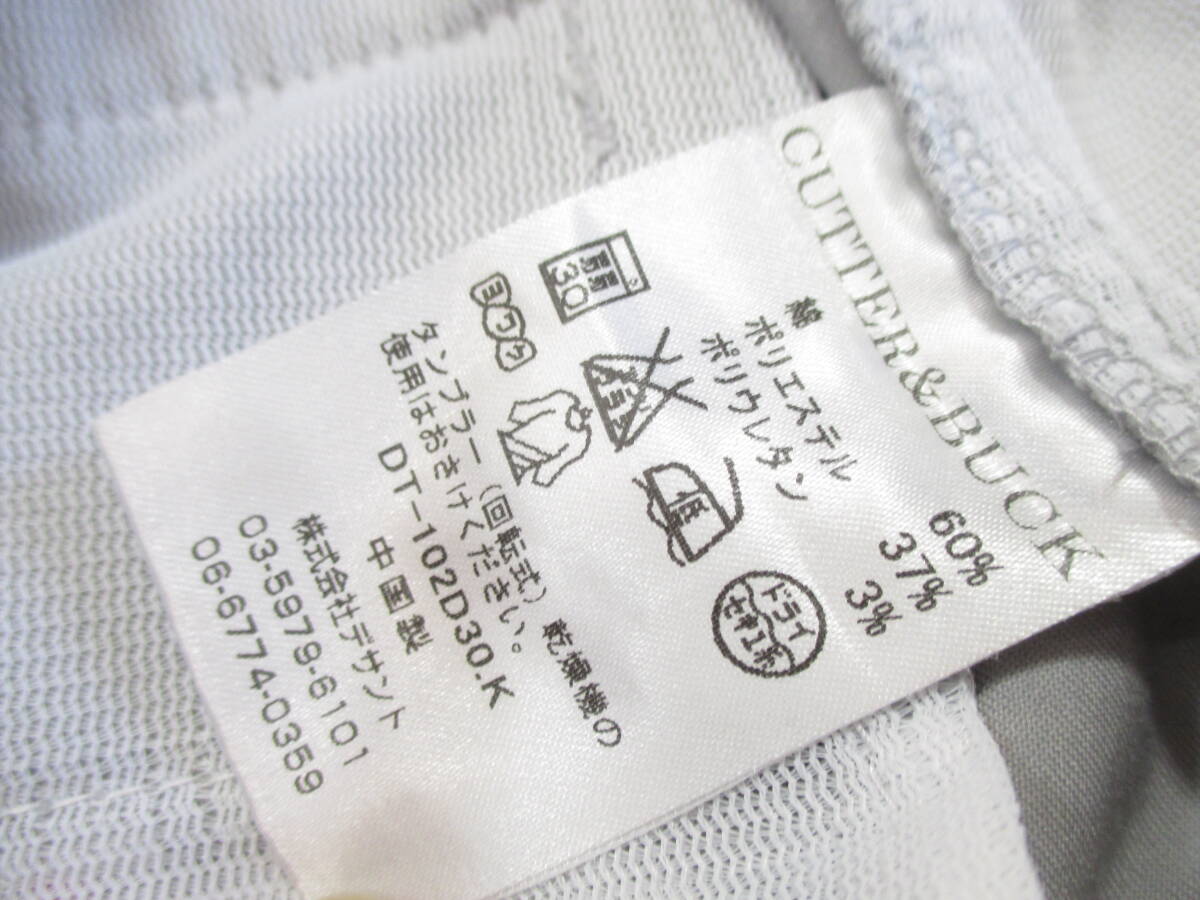 CUTTER&BUCK
綿 60%
ポリエステル 37%
ポリウレタン 3%
30
低
ドライ
セキユ系
ヨワク
タンブラー(回転式)乾燥機の
使用はおさけください。
DT-102D30.K
中国製
株式会社デサント
03-5979-6101
06-6774-0359